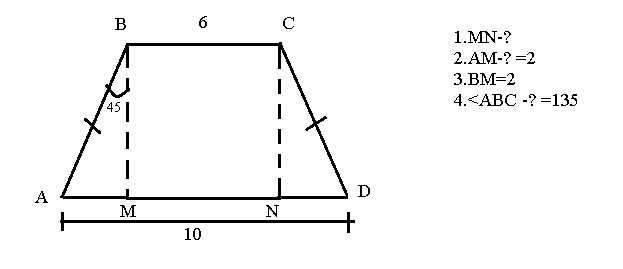 B
6
C
45
A
M
N
D
10
1.MN-?
2.AM-? =2
3.BM=2
4.<ABC -? =135